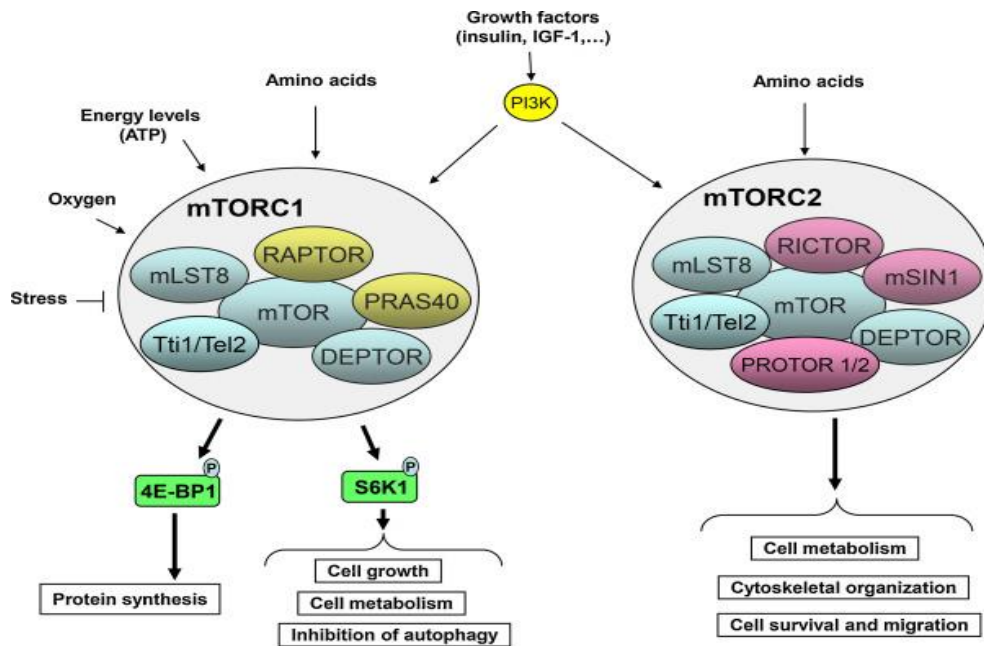 Growth factors
(insulin, IGF-1,...)
PI3K
Amino acids
Energy levels
(ATP)
Oxygen
Stress
mTORC1
RAPTOR
mLST8
PRAS40
mTOR
Tti1/Tel2
DEPTOR
P
4E-BP1
P
S6K1
Protein synthesis
Cell growth
Cell metabolism
Inhibition of autophagy
Amino acids
mTORC2
RICTOR
mLST8
mSIN1
mTOR
Tti1/Tel2
DEPTOR
PROTOR 1/2
Cell metabolism
Cytoskeletal organization
Cell survival and migration